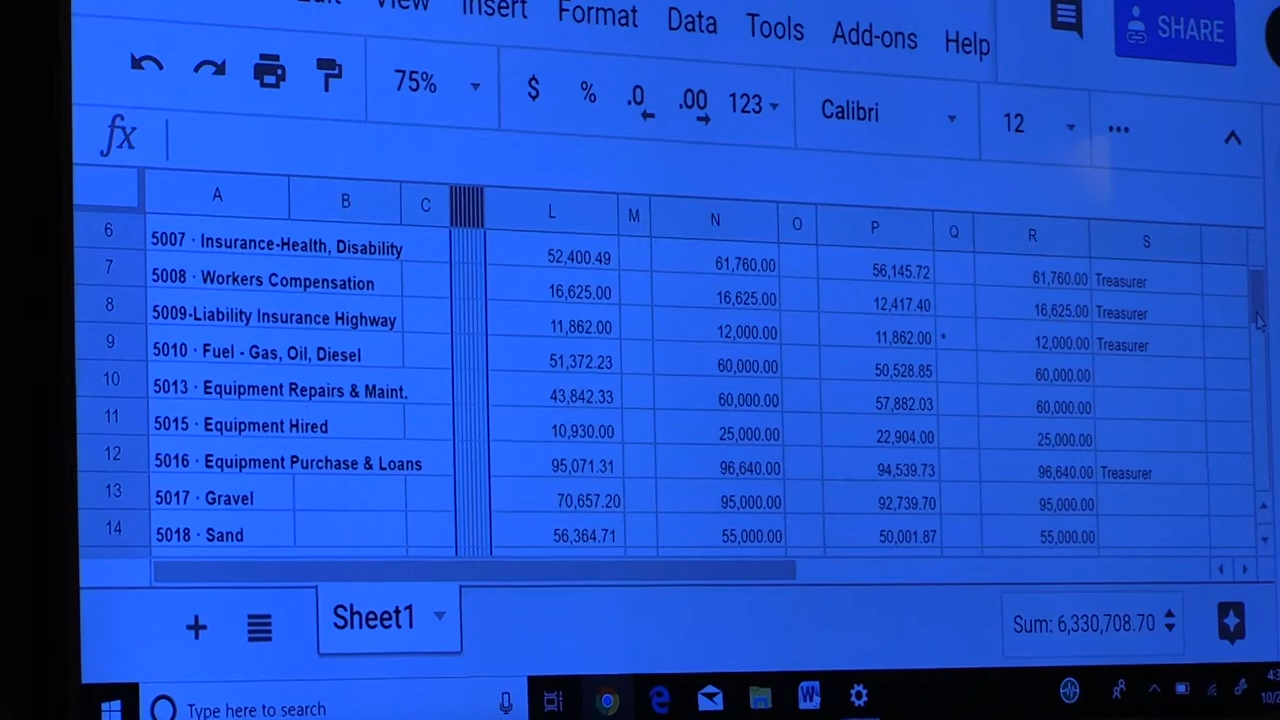 View Insert Format Data Tools Add-ons Help SHARE
75% $ % .0 .00 123 Calibri 12 •••
fx
A B C L M N O P Q R S
6 5007 · Insurance-Health, Disability 52,400.49 61,760.00 56,145.72 61,760.00 Treasurer
7 5008 · Workers Compensation 16,625.00 16,625.00 12,417.40 16,625.00 Treasurer
8 5009-Liability Insurance Highway 11,862.00 12,000.00 11,862.00 * 12,000.00 Treasurer
9 5010 · Fuel - Gas, Oil, Diesel 51,372.23 60,000.00 50,528.85 60,000.00
10 5013 · Equipment Repairs & Maint. 43,842.33 60,000.00 57,882.03 60,000.00
11 5015 · Equipment Hired 10,930.00 25,000.00 22,904.00 25,000.00
12 5016 · Equipment Purchase & Loans 95,071.31 96,640.00 94,539.73 96,640.00 Treasurer
13 5017 · Gravel 70,657.20 95,000.00 92,739.70 95,000.00
14 5018 · Sand 56,364.71 55,000.00 50,001.87 55,000.00
Sheet1 Sum: 6,330,708.70
Type here to search